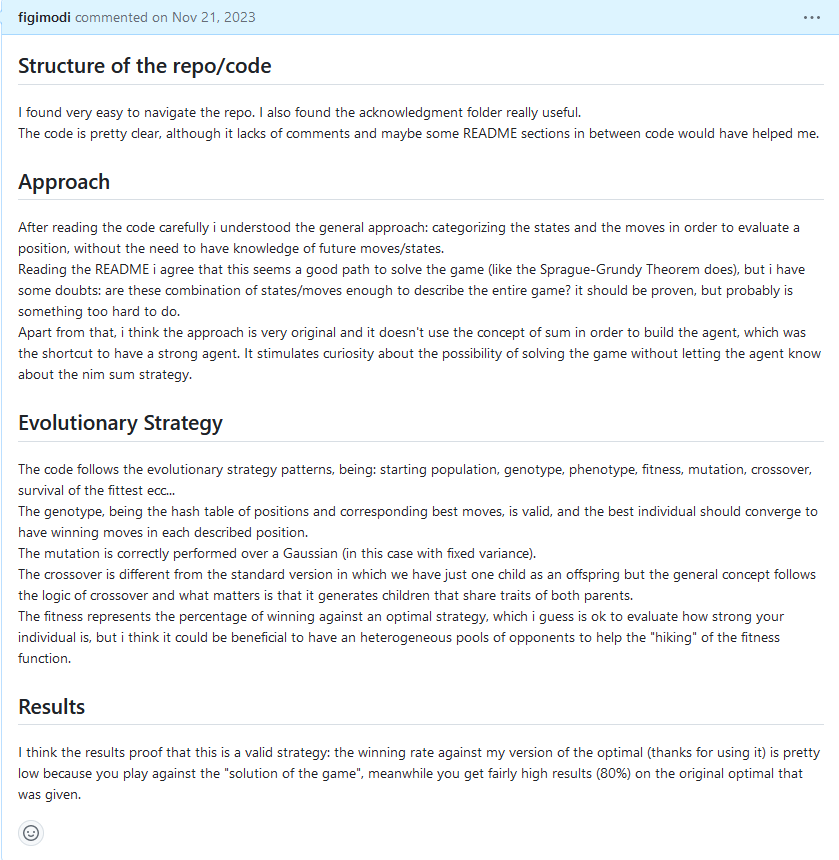 figimodi commented on Nov 21, 2023
Structure of the repo/code
I found very easy to navigate the repo. I also found the acknowledgment folder really useful.
The code is pretty clear, although it lacks of comments and maybe some README sections in between code would have helped me.
Approach
After reading the code carefully i understood the general approach: categorizing the states and the moves in order to evaluate a
position, without the need to have knowledge of future moves/states.
Reading the README i agree that this seems a good path to solve the game (like the Sprague-Grundy Theorem does), but i have
some doubts: are these combination of states/moves enough to describe the entire game? it should be proven, but probably is
something too hard to do.
Apart from that, i think the approach is very original and it doesn't use the concept of sum in order to build the agent, which was
the shortcut to have a strong agent. It stimulates curiosity about the possibility of solving the game without letting the agent know
about the nim sum strategy.
Evolutionary Strategy
The code follows the evolutionary strategy patterns, being: starting population, genotype, phenotype, fitness, mutation, crossover,
survival of the fittest ecc...
The genotype, being the hash table of positions and corresponding best moves, is valid, and the best individual should converge to
have winning moves in each described position.
The mutation is correctly performed over a Gaussian (in this case with fixed variance).
The crossover is different from the standard version in which we have just one child as an offspring but the general concept follows
the logic of crossover and what matters is that it generates children that share traits of both parents.
The fitness represents the percentage of winning against an optimal strategy, which i guess is ok to evaluate how strong your
individual is, but i think it could be beneficial to have an heterogeneous pools of opponents to help the "hiking" of the fitness
function.
Results
I think the results proof that this is a valid strategy: the winning rate against my version of the optimal (thanks for using it) is pretty
low because you play against the "solution of the game", meanwhile you get fairly high results (80%) on the original optimal that
was given.